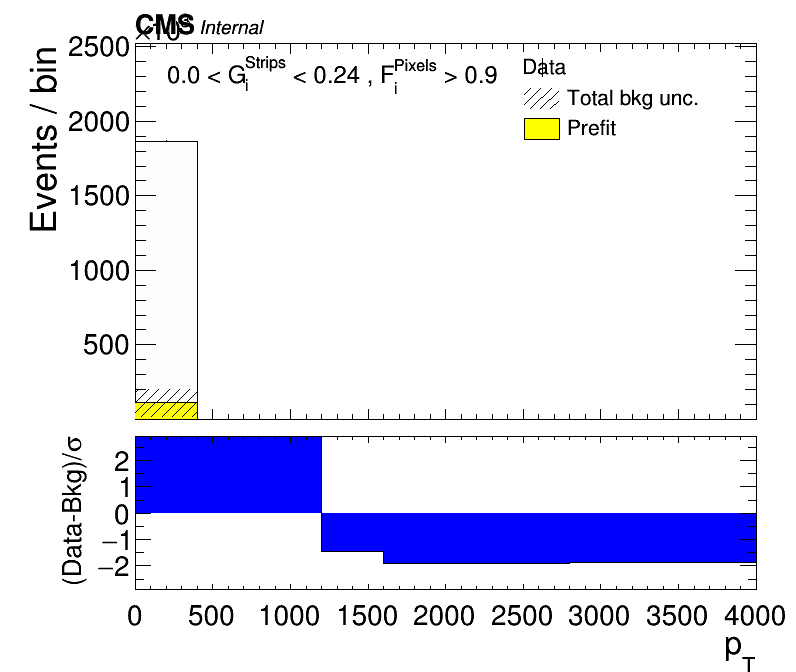 CMS Internal
×10³
0.0 < G_i^Strips < 0.24 , F_i^Pixels > 0.9
Data
Total bkg unc.
Prefit
Events / bin
2500
2000
1500
1000
500
(Data-Bkg)/σ
2
1
0
−1
−2
0 500 1000 1500 2000 2500 3000 3500 4000
p_T